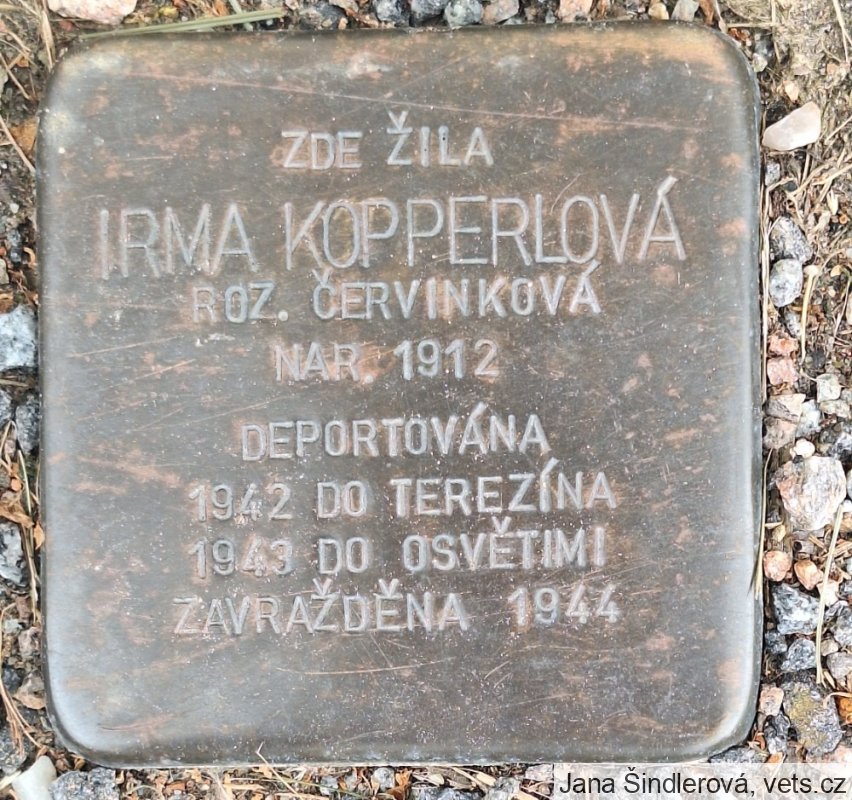 ZDE ŽILA
IRMA KOPPERLOVÁ
ROZ. ČERVINKOVÁ
NAR. 1912
DEPORTOVÁNA
1942 DO TEREZÍNA
1943 DO OSVĚTIMI
ZAVRAŽDĚNA 1944
Jana Šindlerová, vets.cz